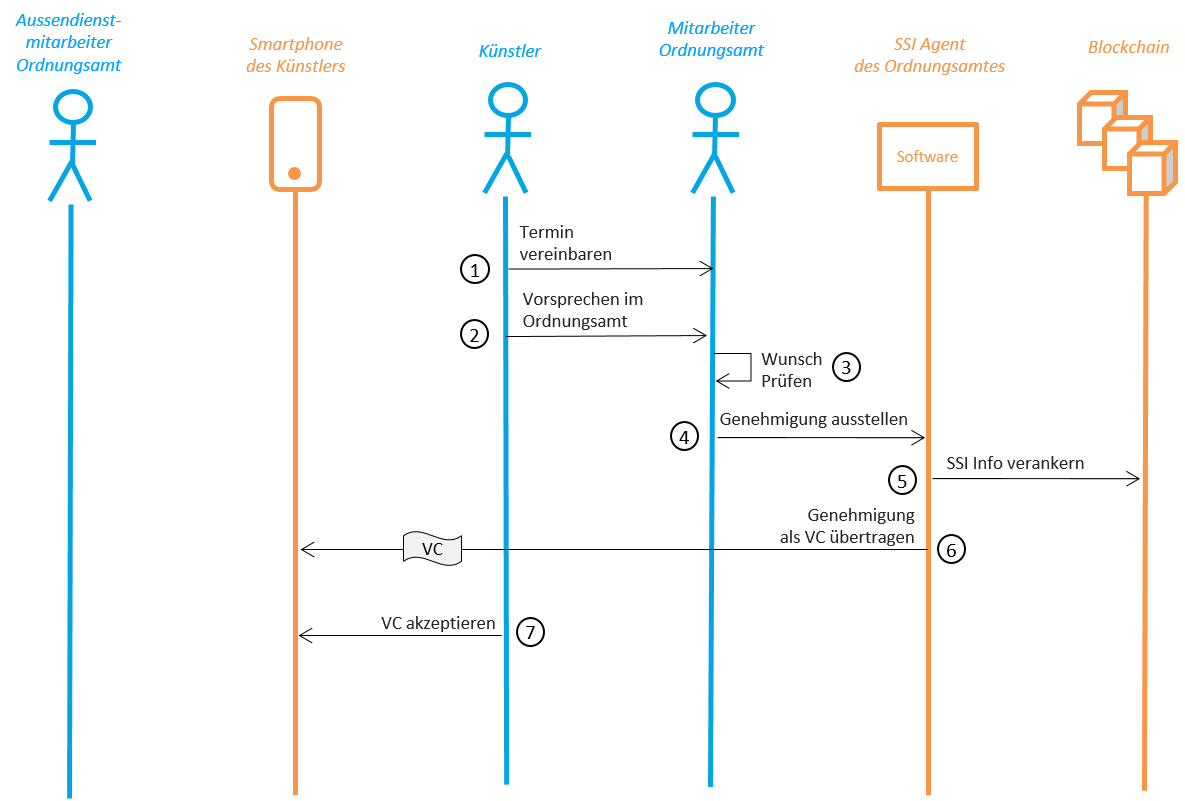 Aussendienst-
mitarbeiter
Ordnungsamt
Smartphone
des Künstlers
Künstler
Mitarbeiter
Ordnungsamt
SSI Agent
des Ordnungsamtes
Blockchain
Software
Termin
vereinbaren
1
Vorsprechen im
Ordnungsamt
2
Wunsch
Prüfen
3
Genehmigung ausstellen
4
SSI Info verankern
5
Genehmigung
als VC übertragen
VC
6
VC akzeptieren
7